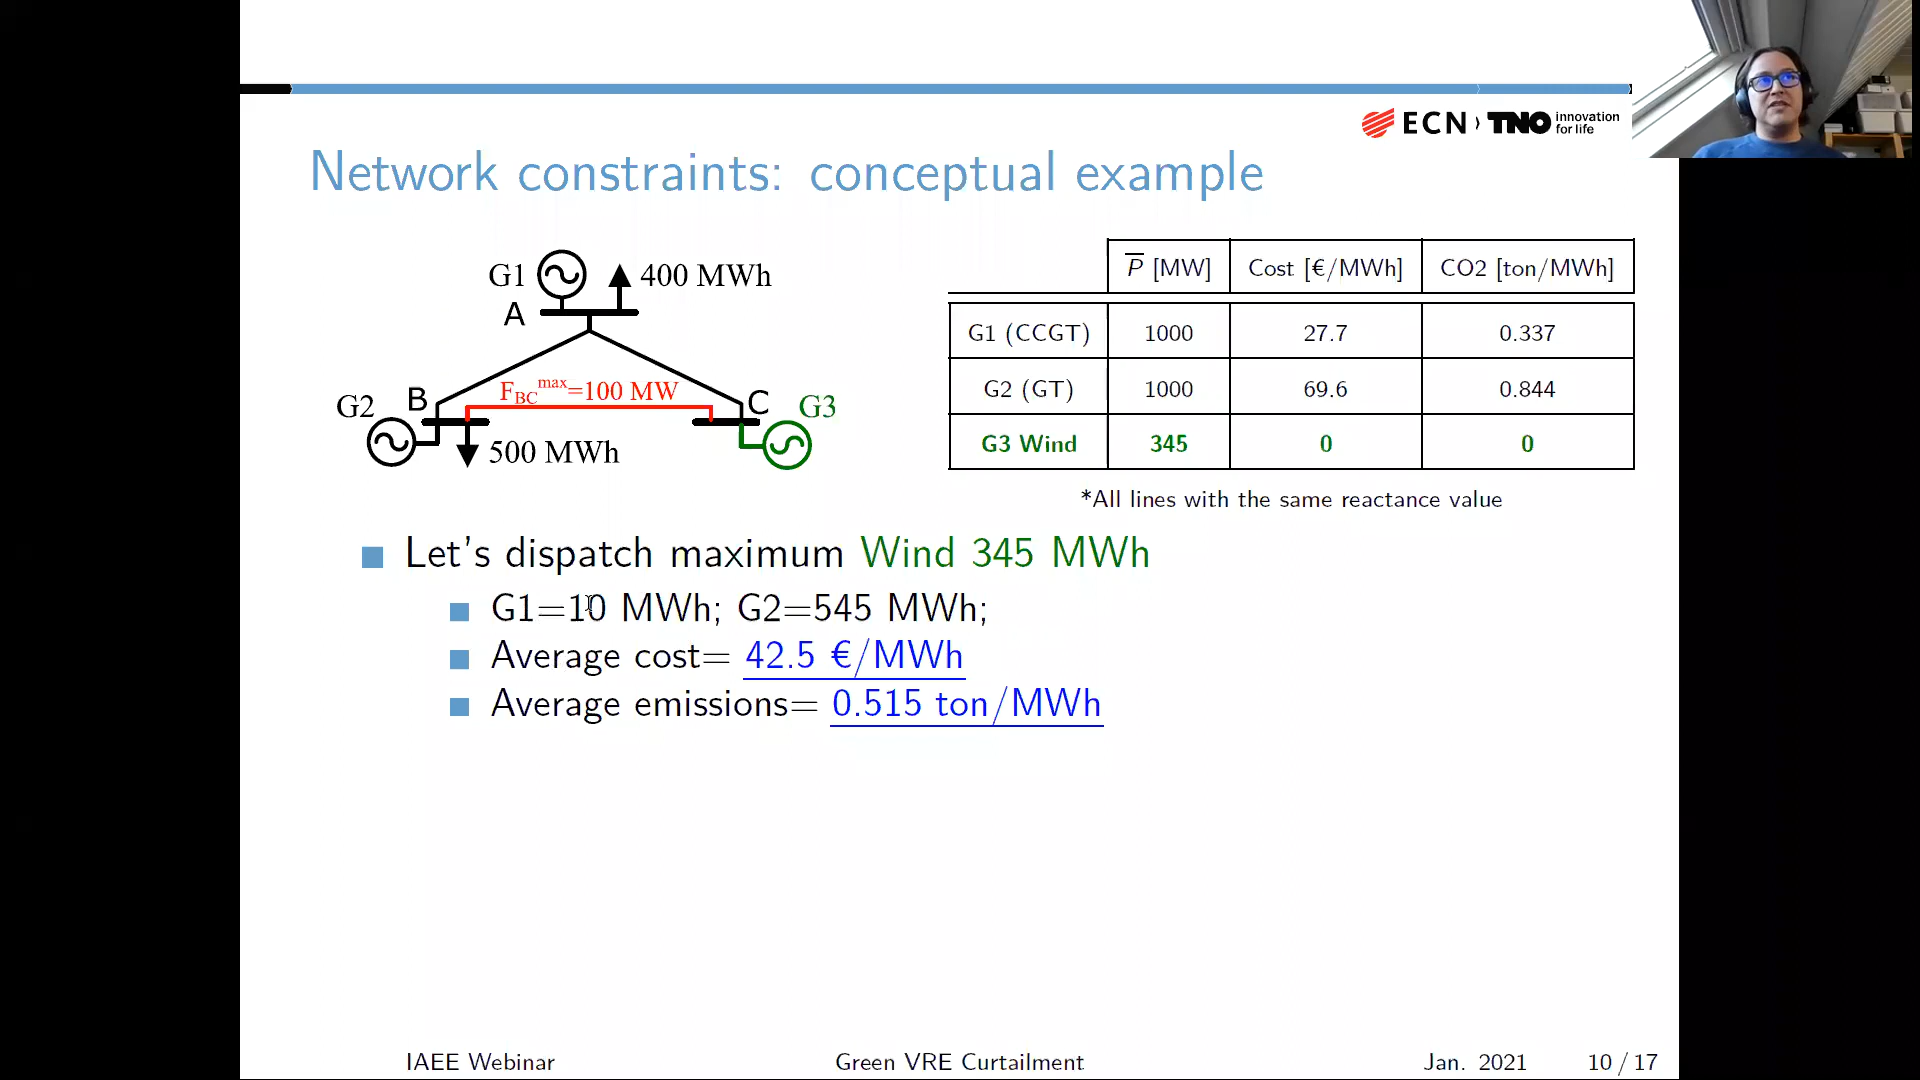 ECN › TNO innovation for life
Network constraints: conceptual example
G1
400 MWh
A
F_BC^max=100 MW
B
C
G2
G3
500 MWh
P̅ [MW] Cost [€/MWh] CO2 [ton/MWh]
G1 (CCGT) 1000 27.7 0.337
G2 (GT) 1000 69.6 0.844
G3 Wind 345 0 0
*All lines with the same reactance value
Let's dispatch maximum Wind 345 MWh
G1=10 MWh; G2=545 MWh;
Average cost= 42.5 €/MWh
Average emissions= 0.515 ton/MWh
IAEE Webinar Green VRE Curtailment Jan. 2021 10 / 17